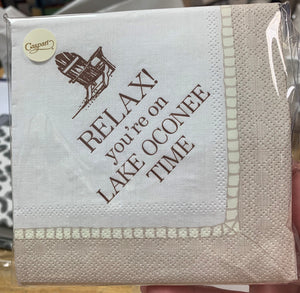 Caspari
RELAX!
you're on
LAKE OCONEE
TIME